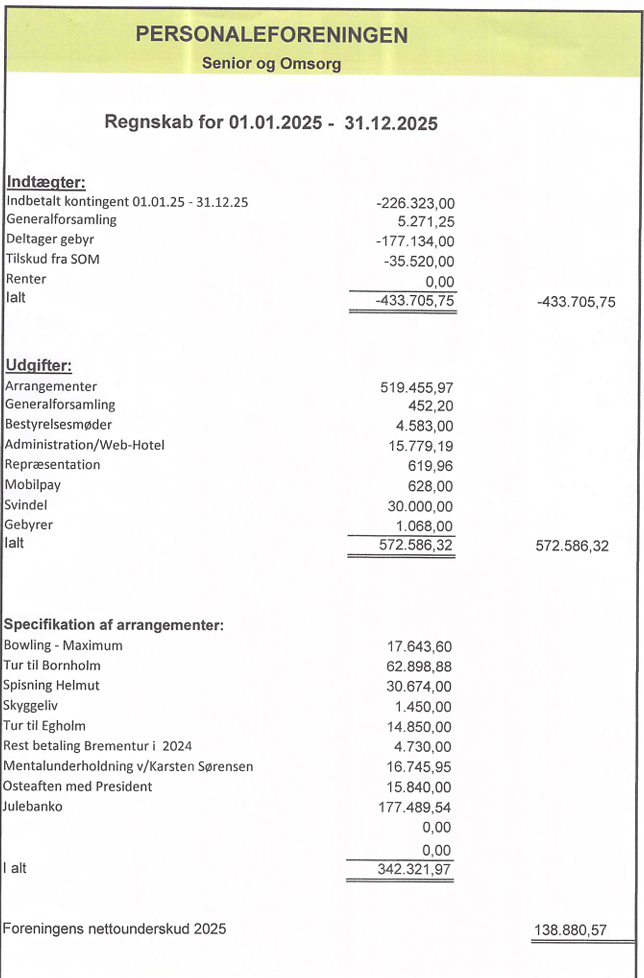 PERSONALEFORENINGEN
Senior og Omsorg
Regnskab for 01.01.2025 - 31.12.2025
Indtægter:
Indbetalt kontingent 01.01.25 - 31.12.25 -226.323,00
Generalforsamling 5.271,25
Deltager gebyr -177.134,00
Tilskud fra SOM -35.520,00
Renter 0,00
Ialt -433.705,75 -433.705,75
Udgifter:
Arrangementer 519.455,97
Generalforsamling 452,20
Bestyrelsesmøder 4.583,00
Administration/Web-Hotel 15.779,19
Repræsentation 619,96
Mobilpay 628,00
Svindel 30.000,00
Gebyrer 1.068,00
Ialt 572.586,32 572.586,32
Specifikation af arrangementer:
Bowling - Maximum 17.643,60
Tur til Bornholm 62.898,88
Spisning Helmut 30.674,00
Skyggeliv 1.450,00
Tur til Egholm 14.850,00
Rest betaling Brementur i 2024 4.730,00
Mentalunderholdning v/Karsten Sørensen 16.745,95
Osteaften med President 15.840,00
Julebanko 177.489,54
0,00
0,00
I alt 342.321,97
Foreningens nettounderskud 2025 138.880,57